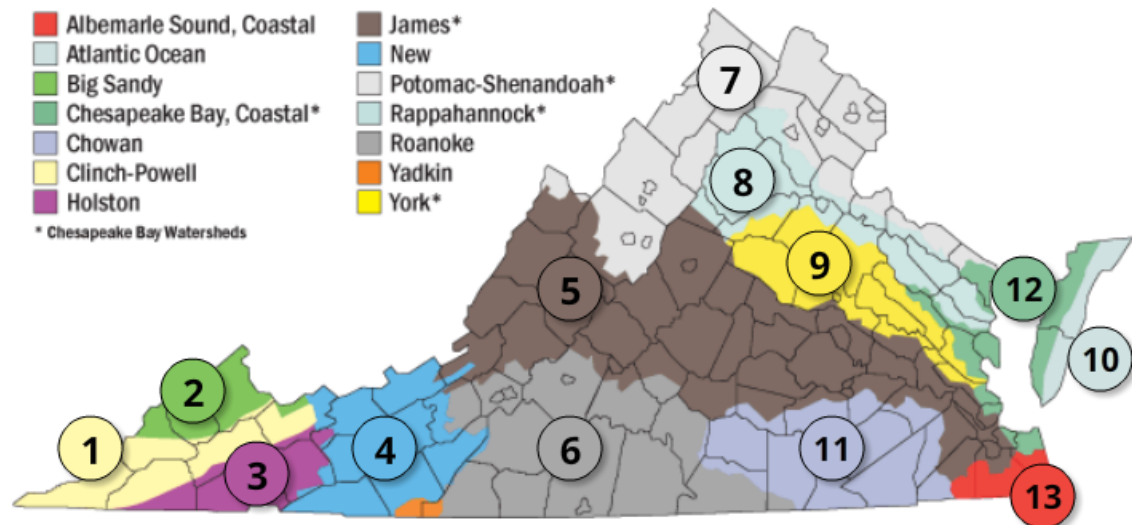 Albemarle Sound, Coastal
Atlantic Ocean
Big Sandy
Chesapeake Bay, Coastal*
Chowan
Clinch-Powell
Holston
* Chesapeake Bay Watersheds
James*
New
Potomac-Shenandoah*
Rappahannock*
Roanoke
Yadkin
York*
7
8
9
5
12
10
2
1
3
4
6
11
13